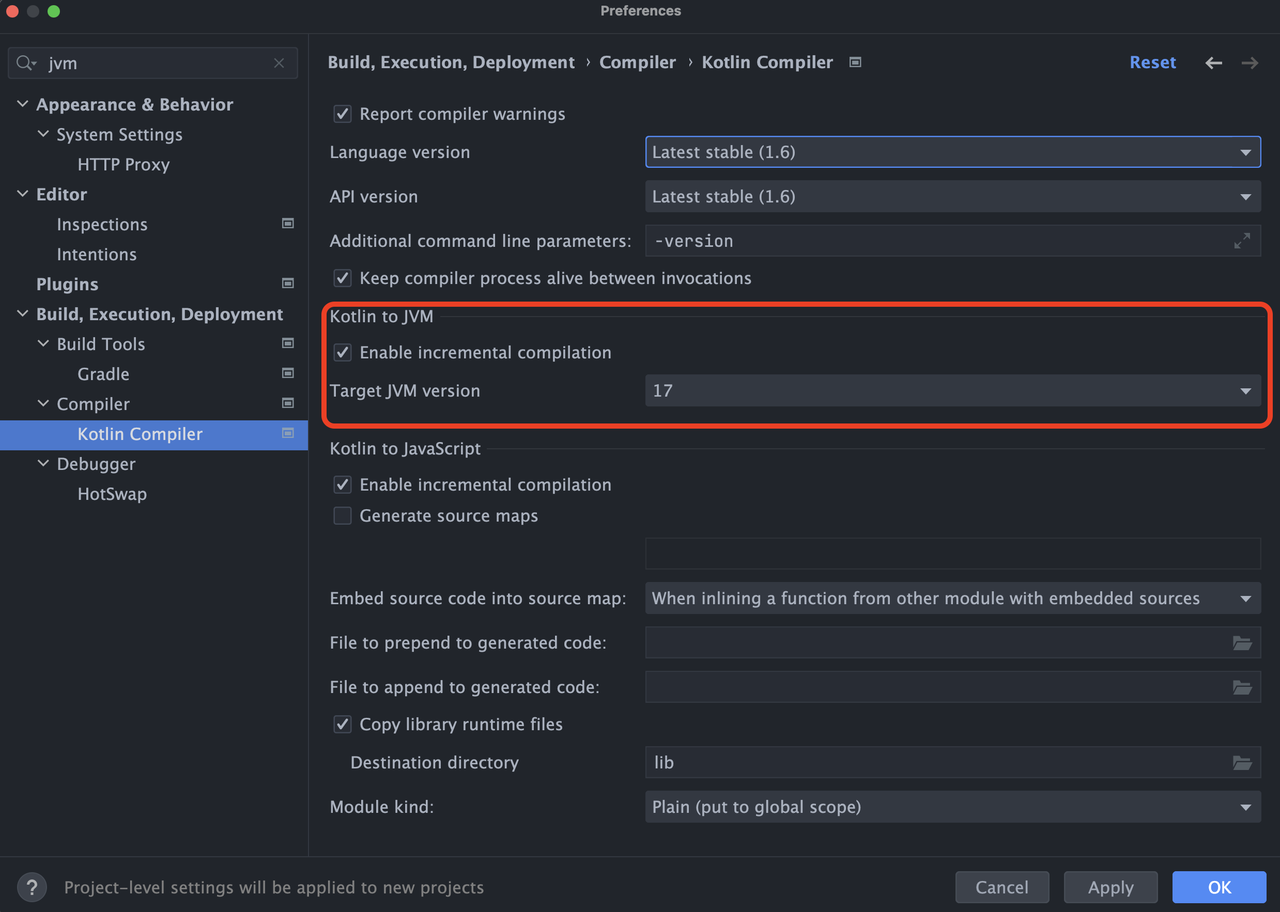 Preferences
jvm
Appearance & Behavior
System Settings
HTTP Proxy
Editor
Inspections
Intentions
Plugins
Build, Execution, Deployment
Build Tools
Gradle
Compiler
Kotlin Compiler
Debugger
HotSwap
Build, Execution, Deployment › Compiler › Kotlin Compiler
Reset
Report compiler warnings
Language version Latest stable (1.6)
API version Latest stable (1.6)
Additional command line parameters: -version
Keep compiler process alive between invocations
Kotlin to JVM
Enable incremental compilation
Target JVM version 17
Kotlin to JavaScript
Enable incremental compilation
Generate source maps
Embed source code into source map: When inlining a function from other module with embedded sources
File to prepend to generated code:
File to append to generated code:
Copy library runtime files
Destination directory lib
Module kind: Plain (put to global scope)
? Project-level settings will be applied to new projects
Cancel Apply OK